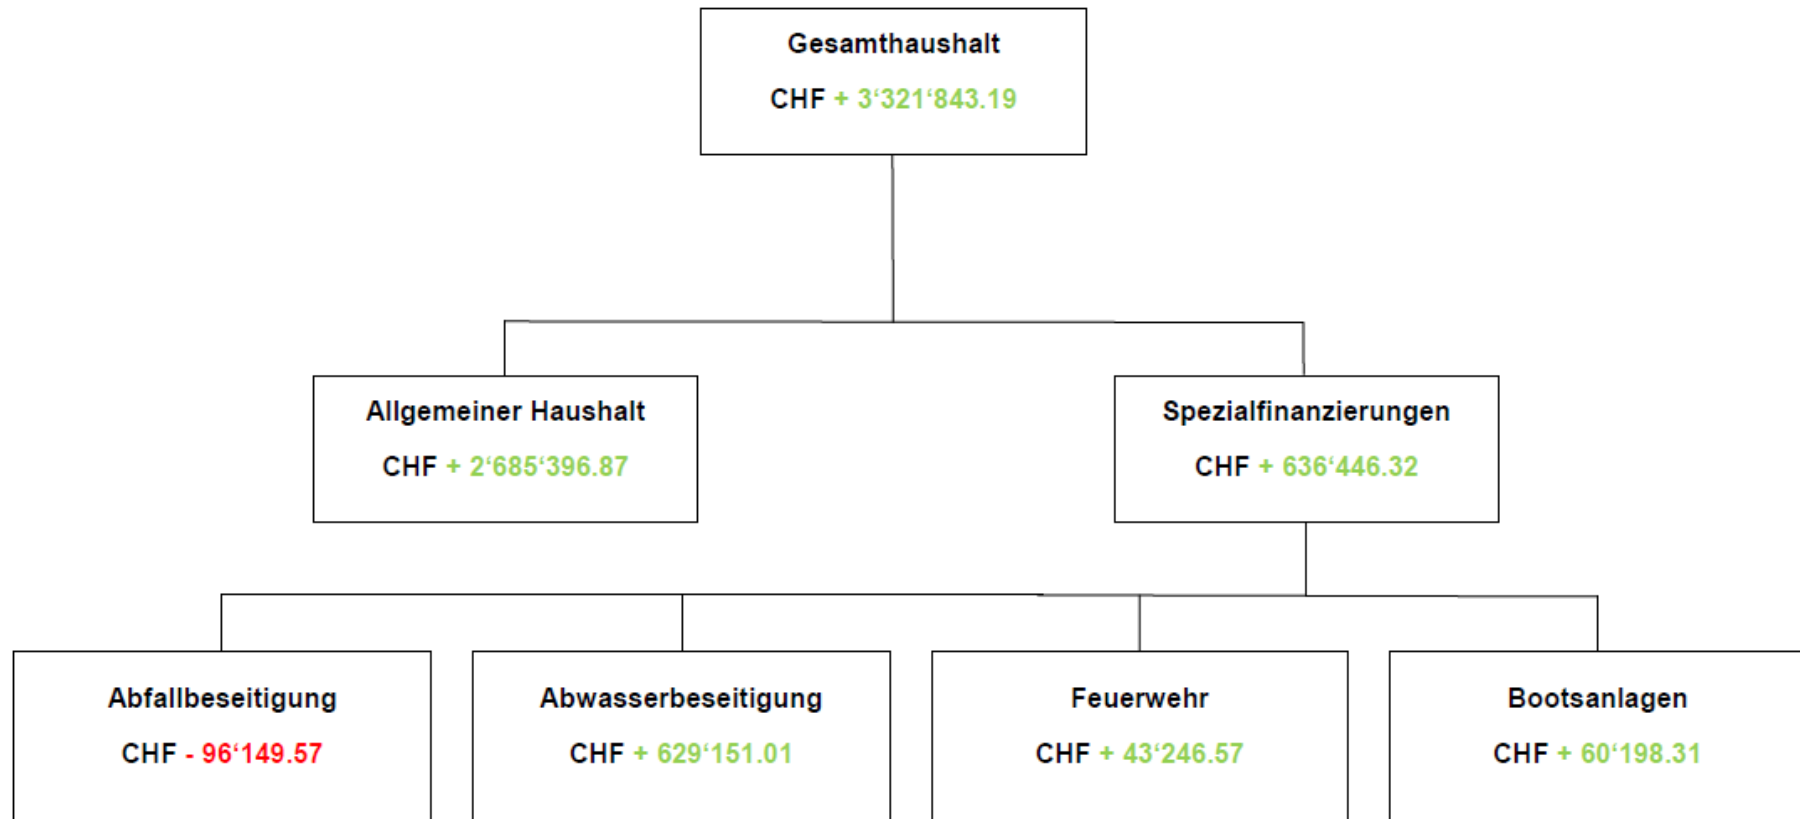 Gesamthaushalt
CHF + 3‘321‘843.19
Allgemeiner Haushalt
CHF + 2‘685‘396.87
Spezialfinanzierungen
CHF + 636‘446.32
Abfallbeseitigung
CHF - 96‘149.57
Abwasserbeseitigung
CHF + 629‘151.01
Feuerwehr
CHF + 43‘246.57
Bootsanlagen
CHF + 60‘198.31